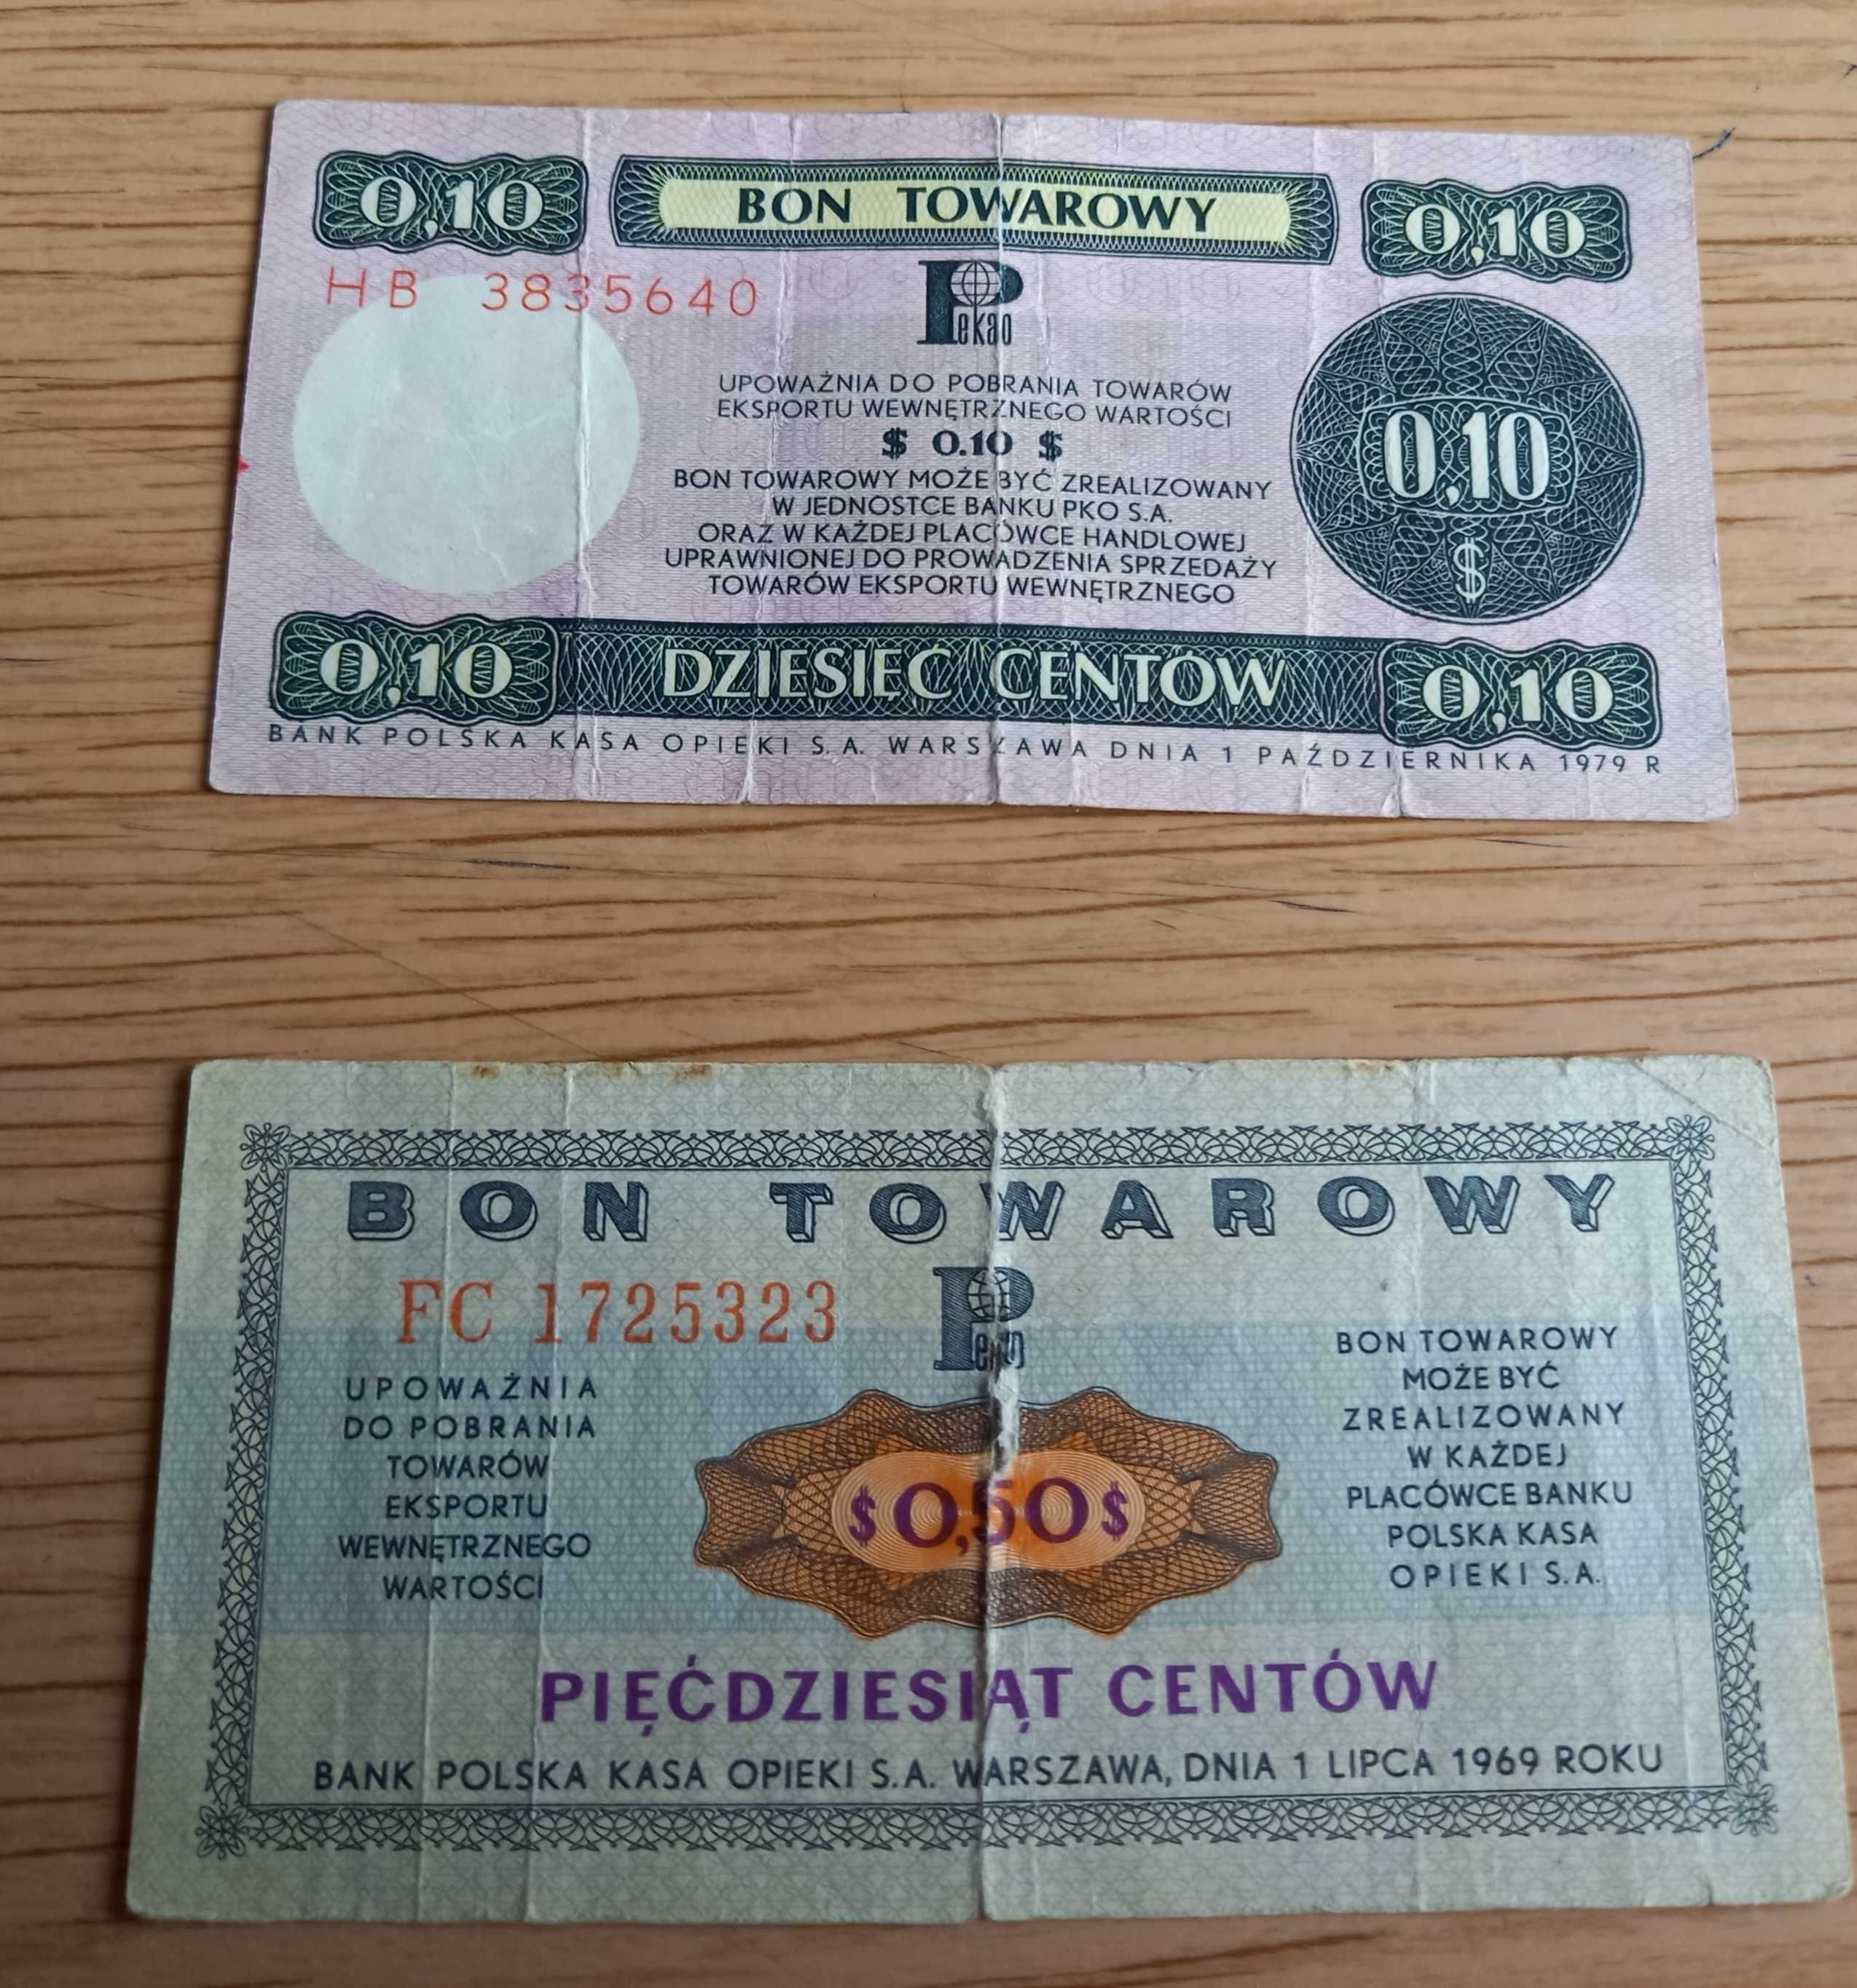 0,10 BON TOWAROWY 0,10
HB 3835640
Pekao
UPOWAŻNIA DO POBRANIA TOWARÓW
EKSPORTU WEWNĘTRZNEGO WARTOŚCI
$ 0.10 $
BON TOWAROWY MOŻE BYĆ ZREALIZOWANY
W JEDNOSTCE BANKU PKO S.A.
ORAZ W KAŻDEJ PLACÓWCE HANDLOWEJ
UPRAWNIONEJ DO PROWADZENIA SPRZEDAŻY
TOWARÓW EKSPORTU WEWNĘTRZNEGO
0,10
$
0,10 DZIESIĘĆ CENTÓW 0,10
BANK POLSKA KASA OPIEKI S.A. WARSZAWA DNIA 1 PAŹDZIERNIKA 1979 R
BON TOWAROWY
FC 1725323
Pekao
UPOWAŻNIA
DO POBRANIA
TOWARÓW
EKSPORTU
WEWNĘTRZNEGO
WARTOŚCI
$0,50$
BON TOWAROWY
MOŻE BYĆ
ZREALIZOWANY
W KAŻDEJ
PLACÓWCE BANKU
POLSKA KASA
OPIEKI S.A.
PIĘĆDZIESIĄT CENTÓW
BANK POLSKA KASA OPIEKI S.A. WARSZAWA, DNIA 1 LIPCA 1969 ROKU